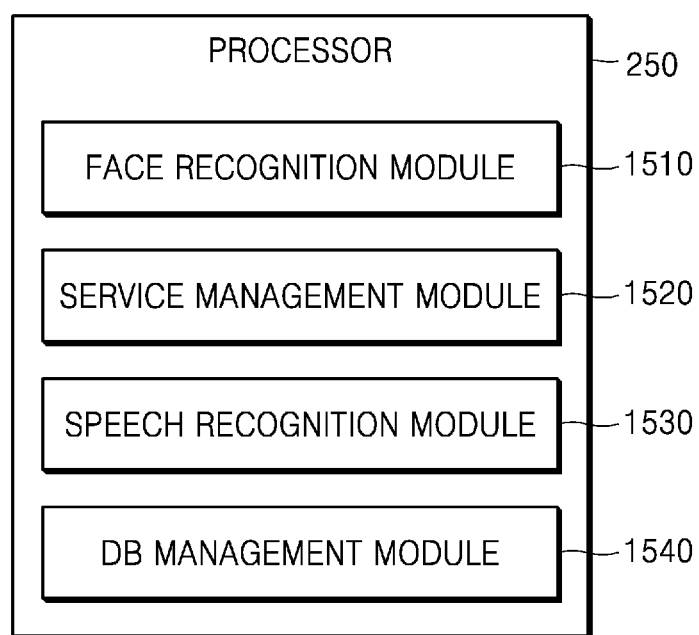 PROCESSOR
250
FACE RECOGNITION MODULE
1510
SERVICE MANAGEMENT MODULE
1520
SPEECH RECOGNITION MODULE
1530
DB MANAGEMENT MODULE
1540